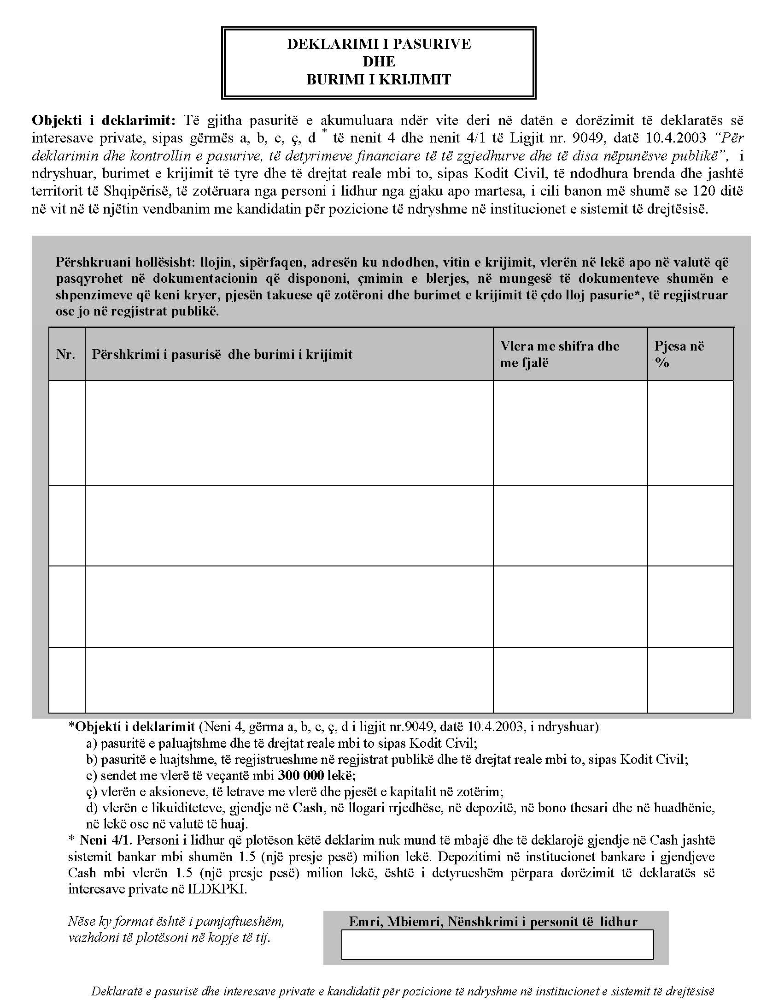 DEKLARIMI I PASURIVE
DHE
BURIMI I KRIJIMIT
Objekti i deklarimit: Të gjitha pasuritë e akumuluara ndër vite deri në datën e dorëzimit të deklaratës së
interesave private, sipas gërmës a, b, c, ç, d * të nenit 4 dhe nenit 4/1 të Ligjit nr. 9049, datë 10.4.2003 “Për
deklarimin dhe kontrollin e pasurive, të detyrimeve financiare të të zgjedhurve dhe të disa nëpunësve publikë”, i
ndryshuar, burimet e krijimit të tyre dhe të drejtat reale mbi to, sipas Kodit Civil, të ndodhura brenda dhe jashtë
territorit të Shqipërisë, të zotëruara nga personi i lidhur nga gjaku apo martesa, i cili banon më shumë se 120 ditë
në vit në të njëtin vendbanim me kandidatin për pozicione të ndryshme në institucionet e sistemit të drejtësisë.
Përshkruani hollësisht: llojin, sipërfaqen, adresën ku ndodhen, vitin e krijimit, vlerën në lekë apo në valutë që
pasqyrohet në dokumentacionin që dispononi, çmimin e blerjes, në mungesë të dokumenteve shumën e
shpenzimeve që keni kryer, pjesën takuese që zotëroni dhe burimet e krijimit të çdo lloj pasurie*, të regjistruar
ose jo në regjistrat publikë.
Nr. Përshkrimi i pasurisë dhe burimi i krijimit
Vlera me shifra dhe
me fjalë
Pjesa në
%
*Objekti i deklarimit (Neni 4, gërma a, b, c, ç, d i ligjit nr.9049, datë 10.4.2003, i ndryshuar)
a) pasuritë e paluajtshme dhe të drejtat reale mbi to sipas Kodit Civil;
b) pasuritë e luajtshme, të regjistrueshme në regjistrat publikë dhe të drejtat reale mbi to, sipas Kodit Civil;
c) sendet me vlerë të veçantë mbi 300 000 lekë;
ç) vlerën e aksioneve, të letrave me vlerë dhe pjesët e kapitalit në zotërim;
d) vlerën e likuiditeteve, gjendje në Cash, në llogari rrjedhëse, në depozitë, në bono thesari dhe në huadhënie,
në lekë ose në valutë të huaj.
* Neni 4/1. Personi i lidhur që plotëson këtë deklarim nuk mund të mbajë dhe të deklarojë gjendje në Cash jashtë
sistemit bankar mbi shumën 1.5 (një presje pesë) milion lekë. Depozitimi në institucionet bankare i gjendjeve
Cash mbi vlerën 1.5 (një presje pesë) milion lekë, është i detyrueshëm përpara dorëzimit të deklaratës së
interesave private në ILDKPKI.
Nëse ky format është i pamjaftueshëm,
vazhdoni të plotësoni në kopje të tij.
Emri, Mbiemri, Nënshkrimi i personit të lidhur
Deklaratë e pasurisë dhe interesave private e kandidatit për pozicione të ndryshme në institucionet e sistemit të drejtësisë